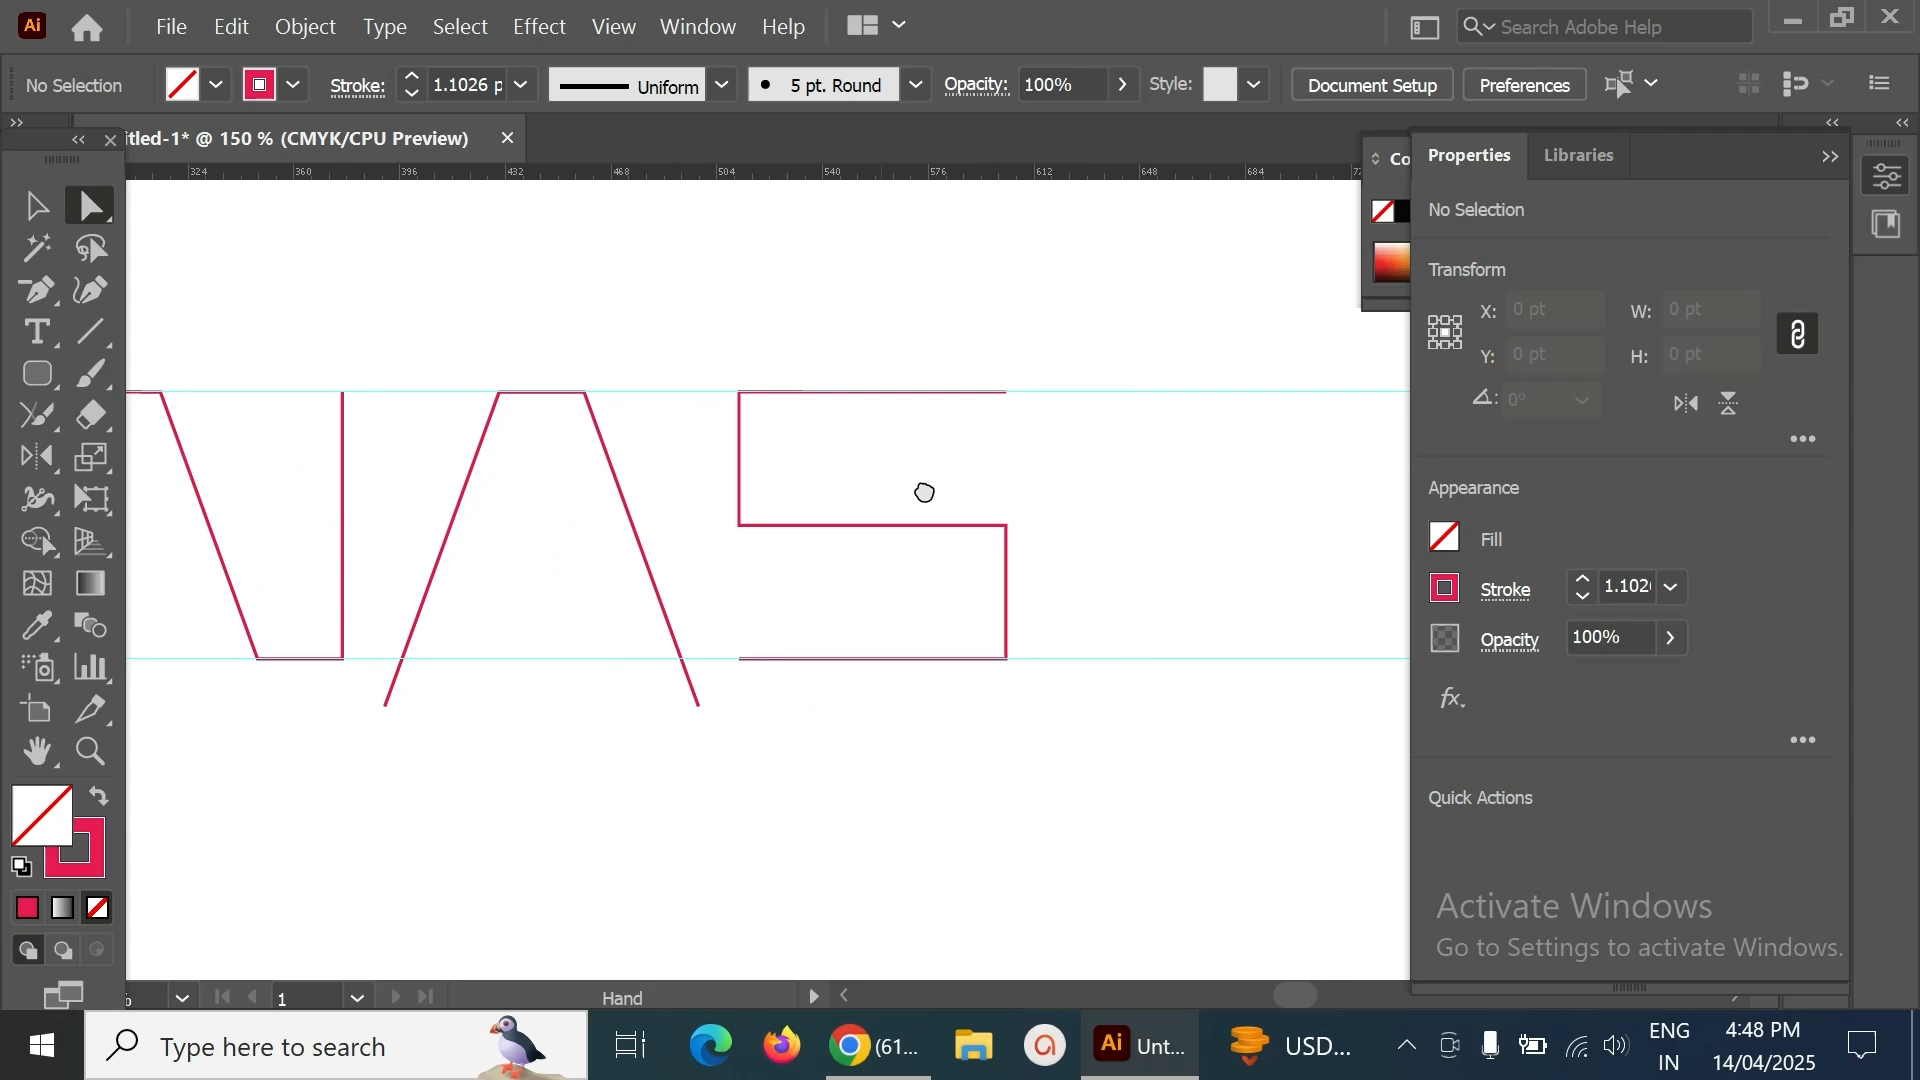 Ai File Edit Object Type Select Effect View Window Help Search Adobe Help
No Selection Stroke: 1.1026 p Uniform 5 pt. Round Opacity: 100% Style: Document Setup Preferences
itled-1* @ 150 % (CMYK/CPU Preview)
324 360 396 432 468 504 540 576 612 648 684 72
Co
Properties Libraries
No Selection
Transform
X: 0 pt W: 0 pt
Y: 0 pt H: 0 pt
0°
Appearance
Fill
Stroke 1.102
Opacity 100%
fx
Quick Actions
Activate Windows
Go to Settings to activate Windows.
% 1 Hand
Type here to search
(61... Ai Unt... USD... ENG 4:48 PM
IN 14/04/2025